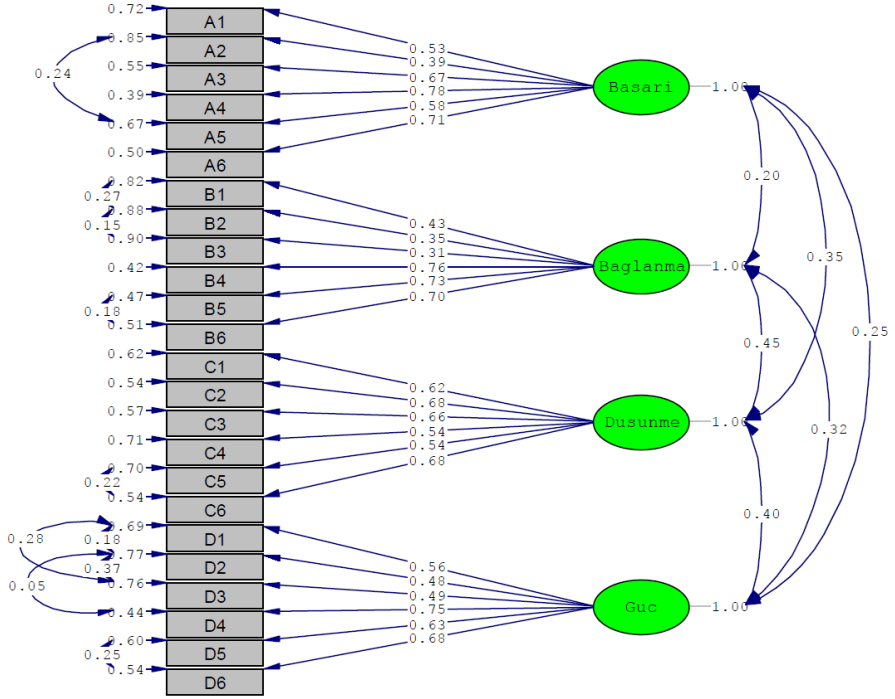 0.72 A1
0.85 A2
0.55 A3
0.39 A4
0.67 A5
0.50 A6
0.82 B1
0.88 B2
0.90 B3
0.42 B4
0.47 B5
0.51 B6
0.62 C1
0.54 C2
0.57 C3
0.71 C4
0.70 C5
0.54 C6
0.69 D1
0.77 D2
0.76 D3
0.44 D4
0.60 D5
0.54 D6
0.24
0.27
0.15
0.18
0.22
0.28
0.18
0.37
0.05
0.25
0.53
0.39
0.67
0.78
0.58
0.71
Basari 1.00
0.43
0.35
0.31
0.76
0.73
0.70
Baglanma 1.00
0.62
0.68
0.66
0.54
0.54
0.68
Dusunme 1.00
0.56
0.48
0.49
0.75
0.63
0.68
Guc 1.00
0.20
0.35
0.25
0.45
0.32
0.40